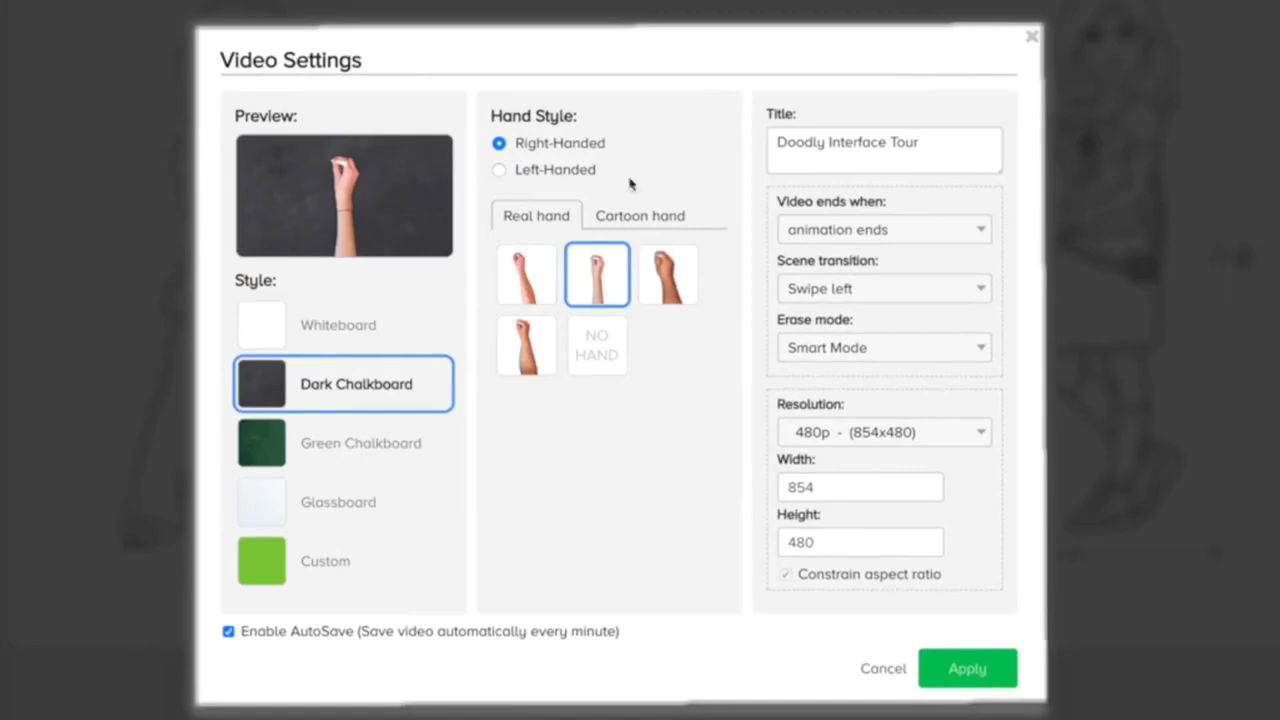 Video Settings
Preview:
Style:
Whiteboard
Dark Chalkboard
Green Chalkboard
Glassboard
Custom
Hand Style:
Right-Handed
Left-Handed
Real hand
Cartoon hand
NO
HAND
Title:
Doodly Interface Tour
Video ends when:
animation ends
Scene transition:
Swipe left
Erase mode:
Smart Mode
Resolution:
480p - (854x480)
Width:
854
Height:
480
Constrain aspect ratio
Enable AutoSave (Save video automatically every minute)
Cancel
Apply